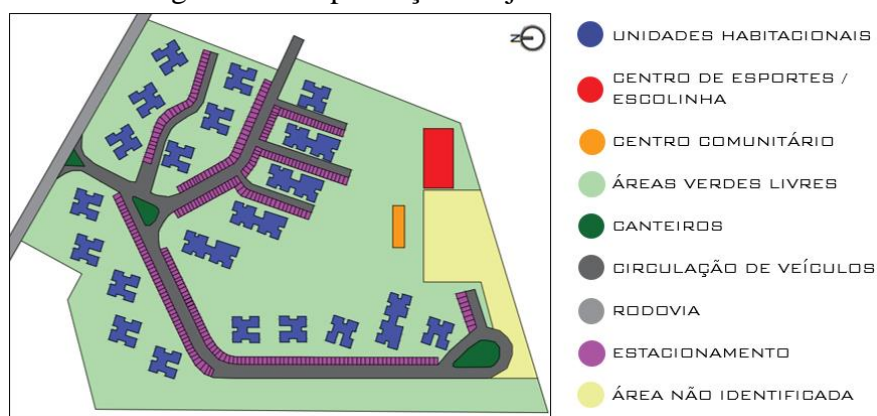 N
UNIDADES HABITACIONAIS
CENTRO DE ESPORTES /
ESCOLINHA
CENTRO COMUNITÁRIO
ÁREAS VERDES LIVRES
CANTEIROS
CIRCULAÇÃO DE VEÍCULOS
RODOVIA
ESTACIONAMENTO
ÁREA NÃO IDENTIFICADA